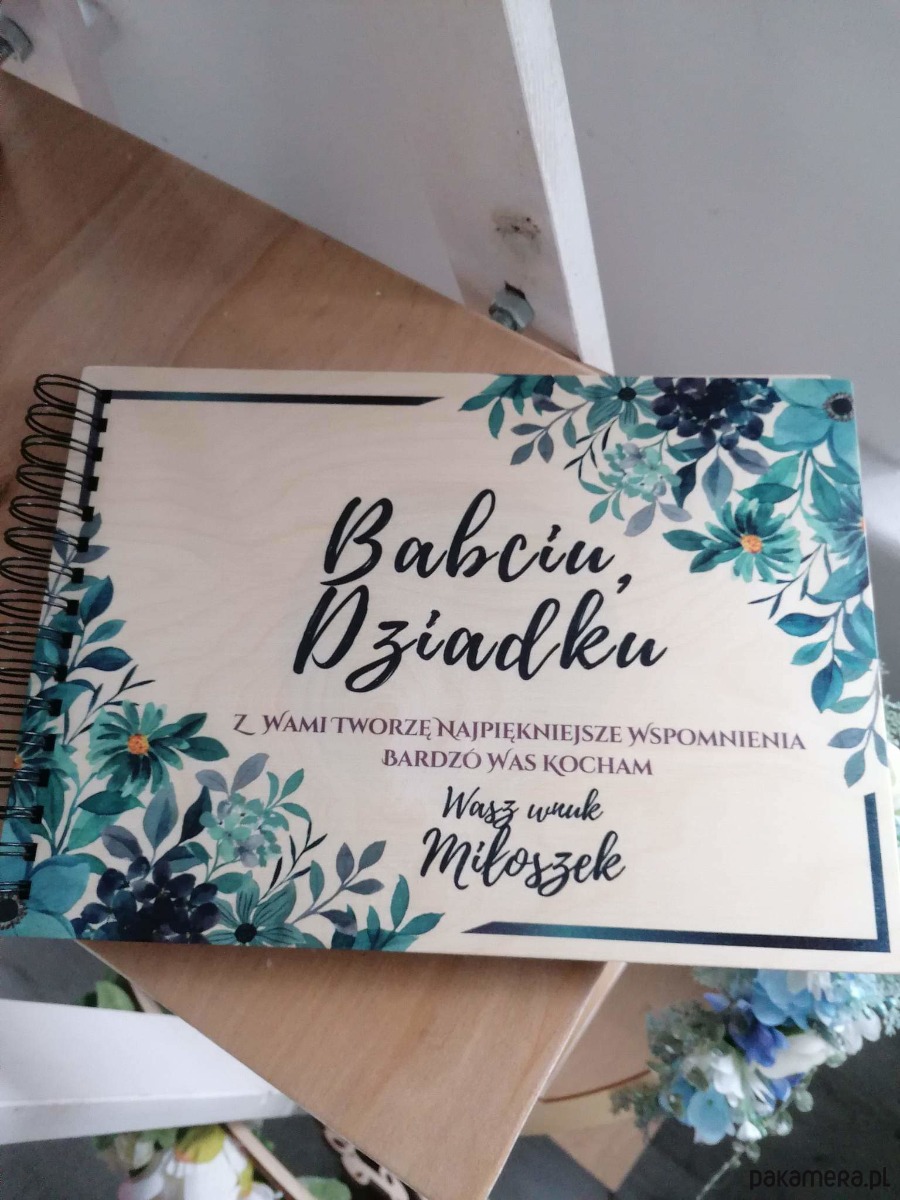 Babciu,
Dziadku
Z Wami Tworzę Najpiękniejsze Wspomnienia
Bardzo Was Kocham
Wasz wnuk
Miłoszek
pakamera.pl